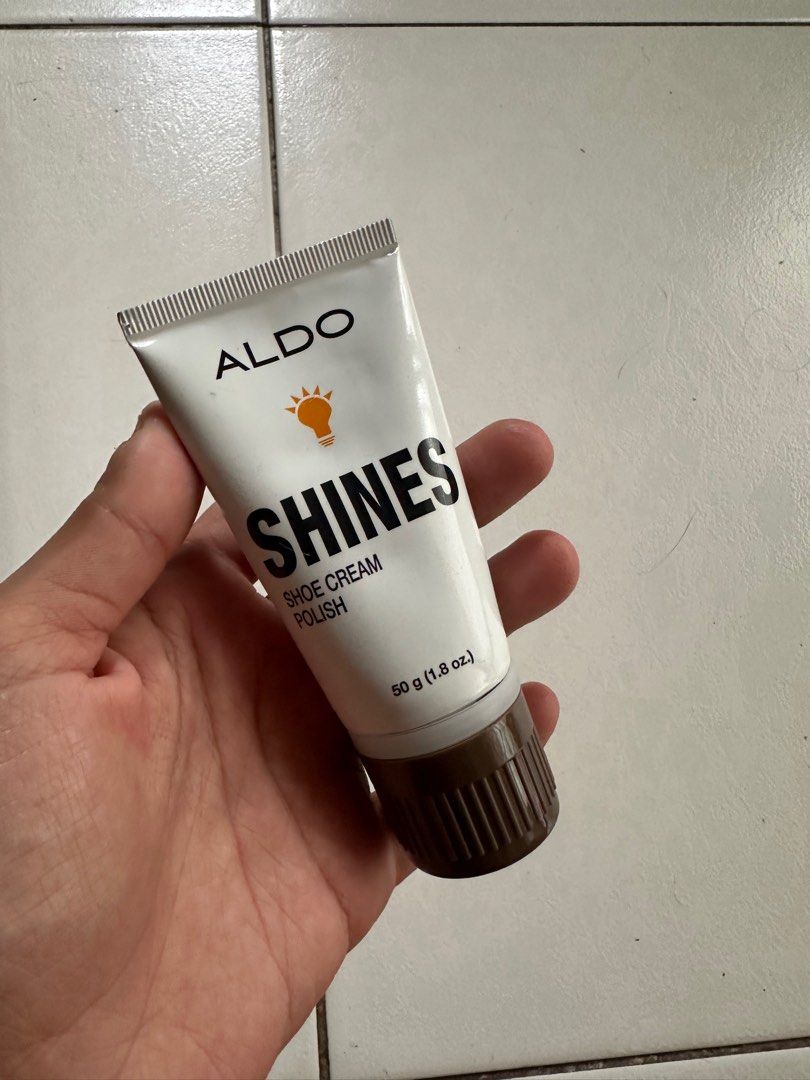 ALDO
SHINES
SHOE CREAM
POLISH
50 g (1.8 oz.)